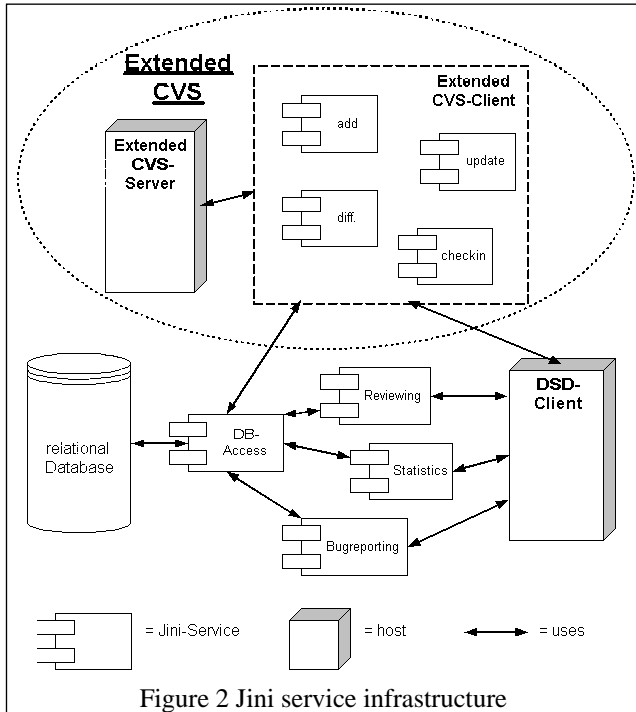 Extended
CVS
Extended
CVS-Client
add
update
Extended
CVS-
Server
diff.
checkin
DSD-
Client
Reviewing
relational
Database
DB-
Access
Statistics
Bugreporting
= Jini-Service
= host
= uses
Figure 2 Jini service infrastructure